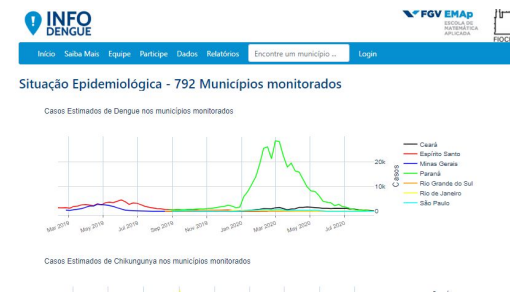 INFO
DENGUE
FGV EMAp
ESCOLA DE
MATEMÁTICA
APLICADA
FIOCR
Início Saiba Mais Equipe Participe Dados Relatórios Encontre um município ... Login
Situação Epidemiológica - 792 Municípios monitorados
Casos Estimados de Dengue nos municípios monitorados
Ceará
Espírito Santo
Minas Gerais
Paraná
Rio Grande do Sul
Rio de Janeiro
São Paulo
20k
10k
0
Casos
Mar 2019 May 2019 Jul 2019 Sep 2019 Nov 2019 Jan 2020 Mar 2020 May 2020 Jul 2020
Casos Estimados de Chikungunya nos municípios monitorados